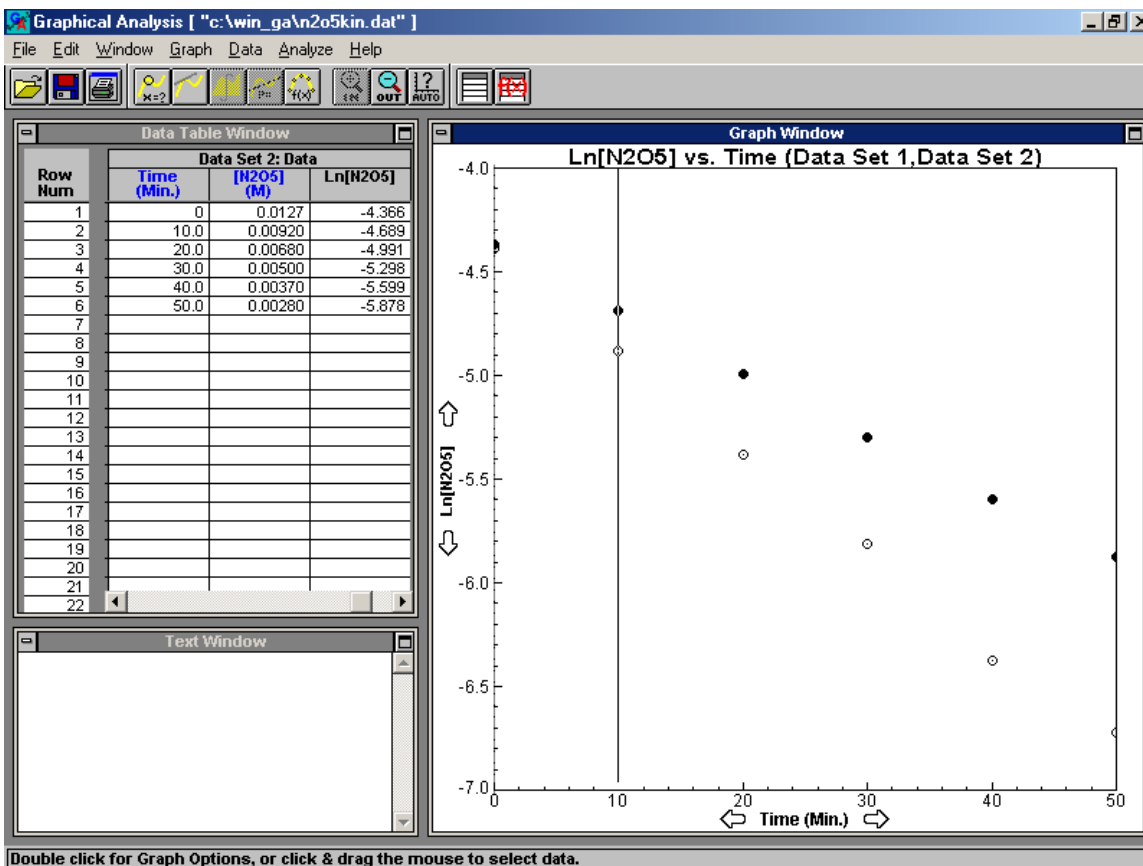 Graphical Analysis [ "c:\win_ga\n2o5kin.dat" ]
File Edit Window Graph Data Analyze Help
X=? P= f(x) IN OUT ? AUTO f(x)
Data Table Window
Data Set 2: Data
Row Num Time (Min.) [N2O5] (M) Ln[N2O5]
1 0 0.0127 -4.366
2 10.0 0.00920 -4.689
3 20.0 0.00680 -4.991
4 30.0 0.00500 -5.298
5 40.0 0.00370 -5.599
6 50.0 0.00280 -5.878
7
8
9
10
11
12
13
14
15
16
17
18
19
20
21
22
Text Window
Graph Window
Ln[N2O5] vs. Time (Data Set 1,Data Set 2)
-4.0
-4.5
-5.0
-5.5
-6.0
-6.5
-7.0
Ln[N2O5]
0 10 20 30 40 50
Time (Min.)
Double click for Graph Options, or click & drag the mouse to select data.